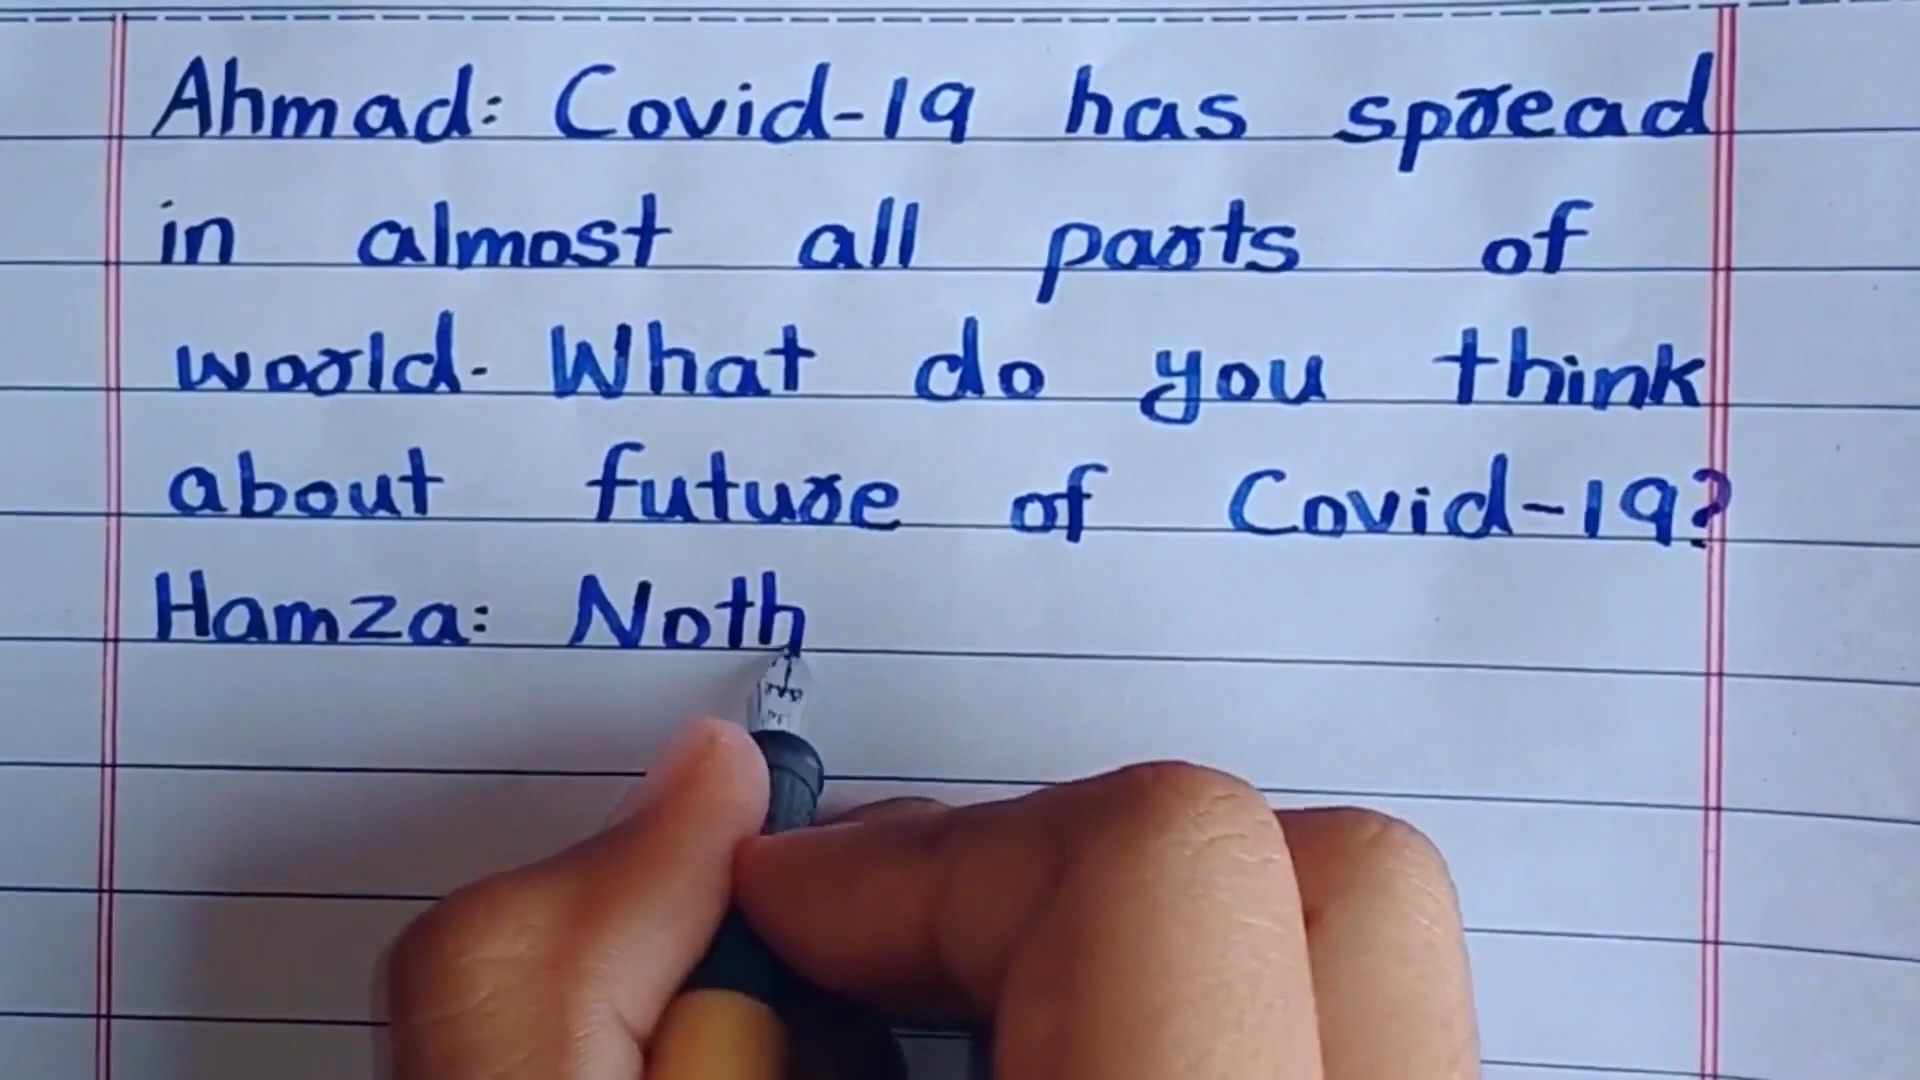 Ahmad: Covid-19 has spread
in almost all parts of
world. What do you think
about future of Covid-19?
Hamza: Noth